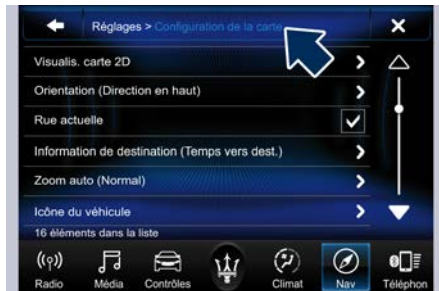 Réglages > Configuration de la carte
Visualis. carte 2D
Orientation (Direction en haut)
Rue actuelle
Information de destination (Temps vers dest.)
Zoom auto (Normal)
Icône du véhicule
16 éléments dans la liste
Radio Média Contrôles Climat Nav Téléphon